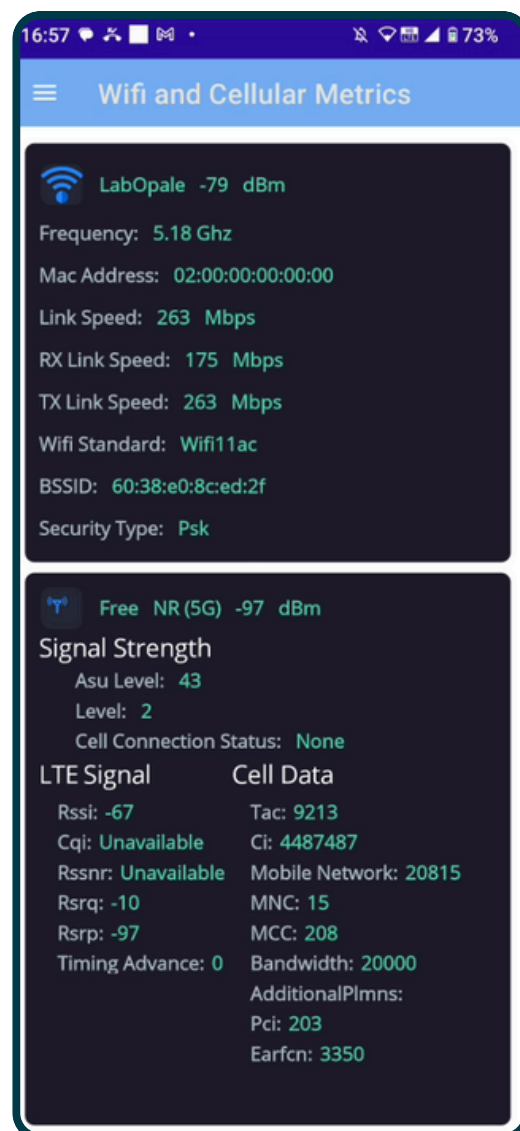 16:57 73%
Wifi and Cellular Metrics
LabOpale -79 dBm
Frequency: 5.18 Ghz
Mac Address: 02:00:00:00:00:00
Link Speed: 263 Mbps
RX Link Speed: 175 Mbps
TX Link Speed: 263 Mbps
Wifi Standard: Wifi11ac
BSSID: 60:38:e0:8c:ed:2f
Security Type: Psk
Free NR (5G) -97 dBm
Signal Strength
Asu Level: 43
Level: 2
Cell Connection Status: None
LTE Signal
Rssi: -67
Cqi: Unavailable
Rssnr: Unavailable
Rsrq: -10
Rsrp: -97
Timing Advance: 0
Cell Data
Tac: 9213
Ci: 4487487
Mobile Network: 20815
MNC: 15
MCC: 208
Bandwidth: 20000
AdditionalPlmns:
Pci: 203
Earfcn: 3350